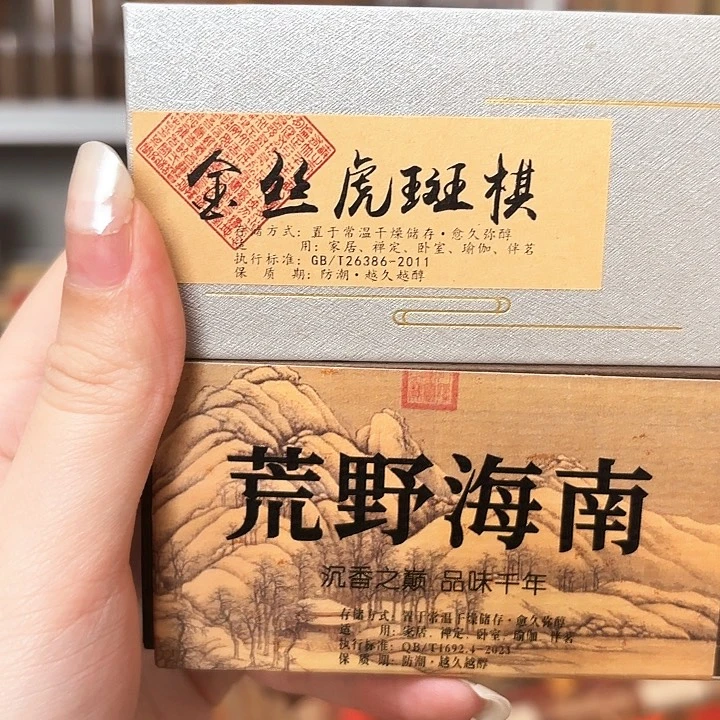 金丝虎斑棋
存储方式：置于常温干燥储存·愈久弥醇
适 用：家居、禅定、卧室、瑜伽、伴茗
执行标准：GB/T26386-2011
保 质 期：防潮·越久越醇
荒野海南
沉香之巅 品味千年
存储方式：置于常温干燥储存·愈久弥醇
适 用：家居、禅定、卧室、瑜伽、伴茗
执行标准：QB/T1692.4-2023
保 质 期：防潮·越久越醇